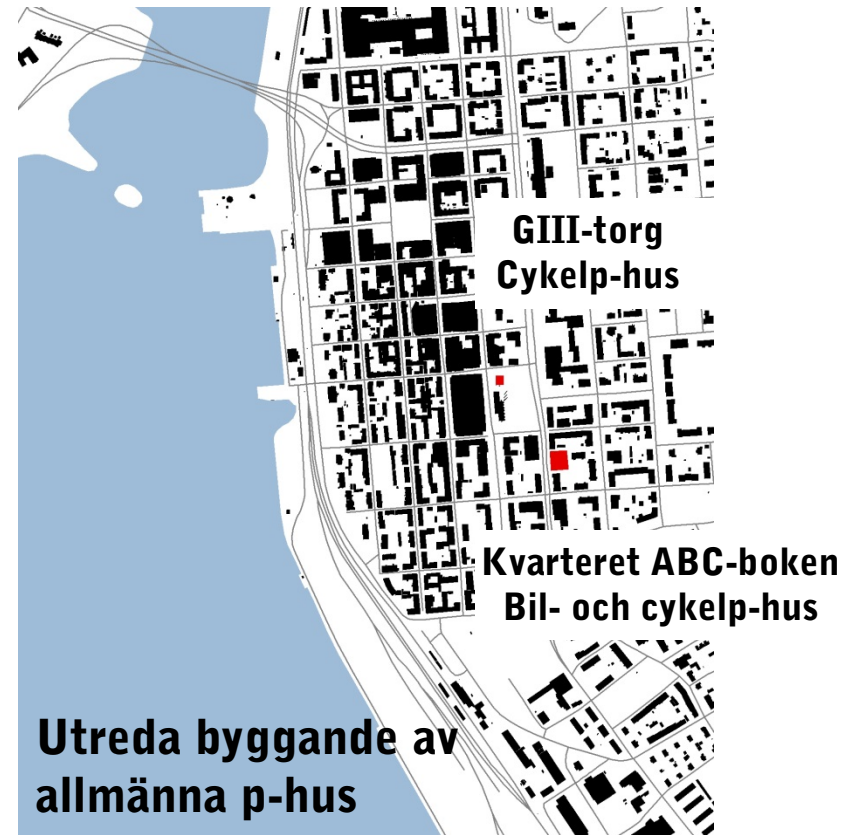 GIII-torg
Cykelp-hus
Kvarteret ABC-boken
Bil- och cykelp-hus
Utreda byggande av
allmänna p-hus